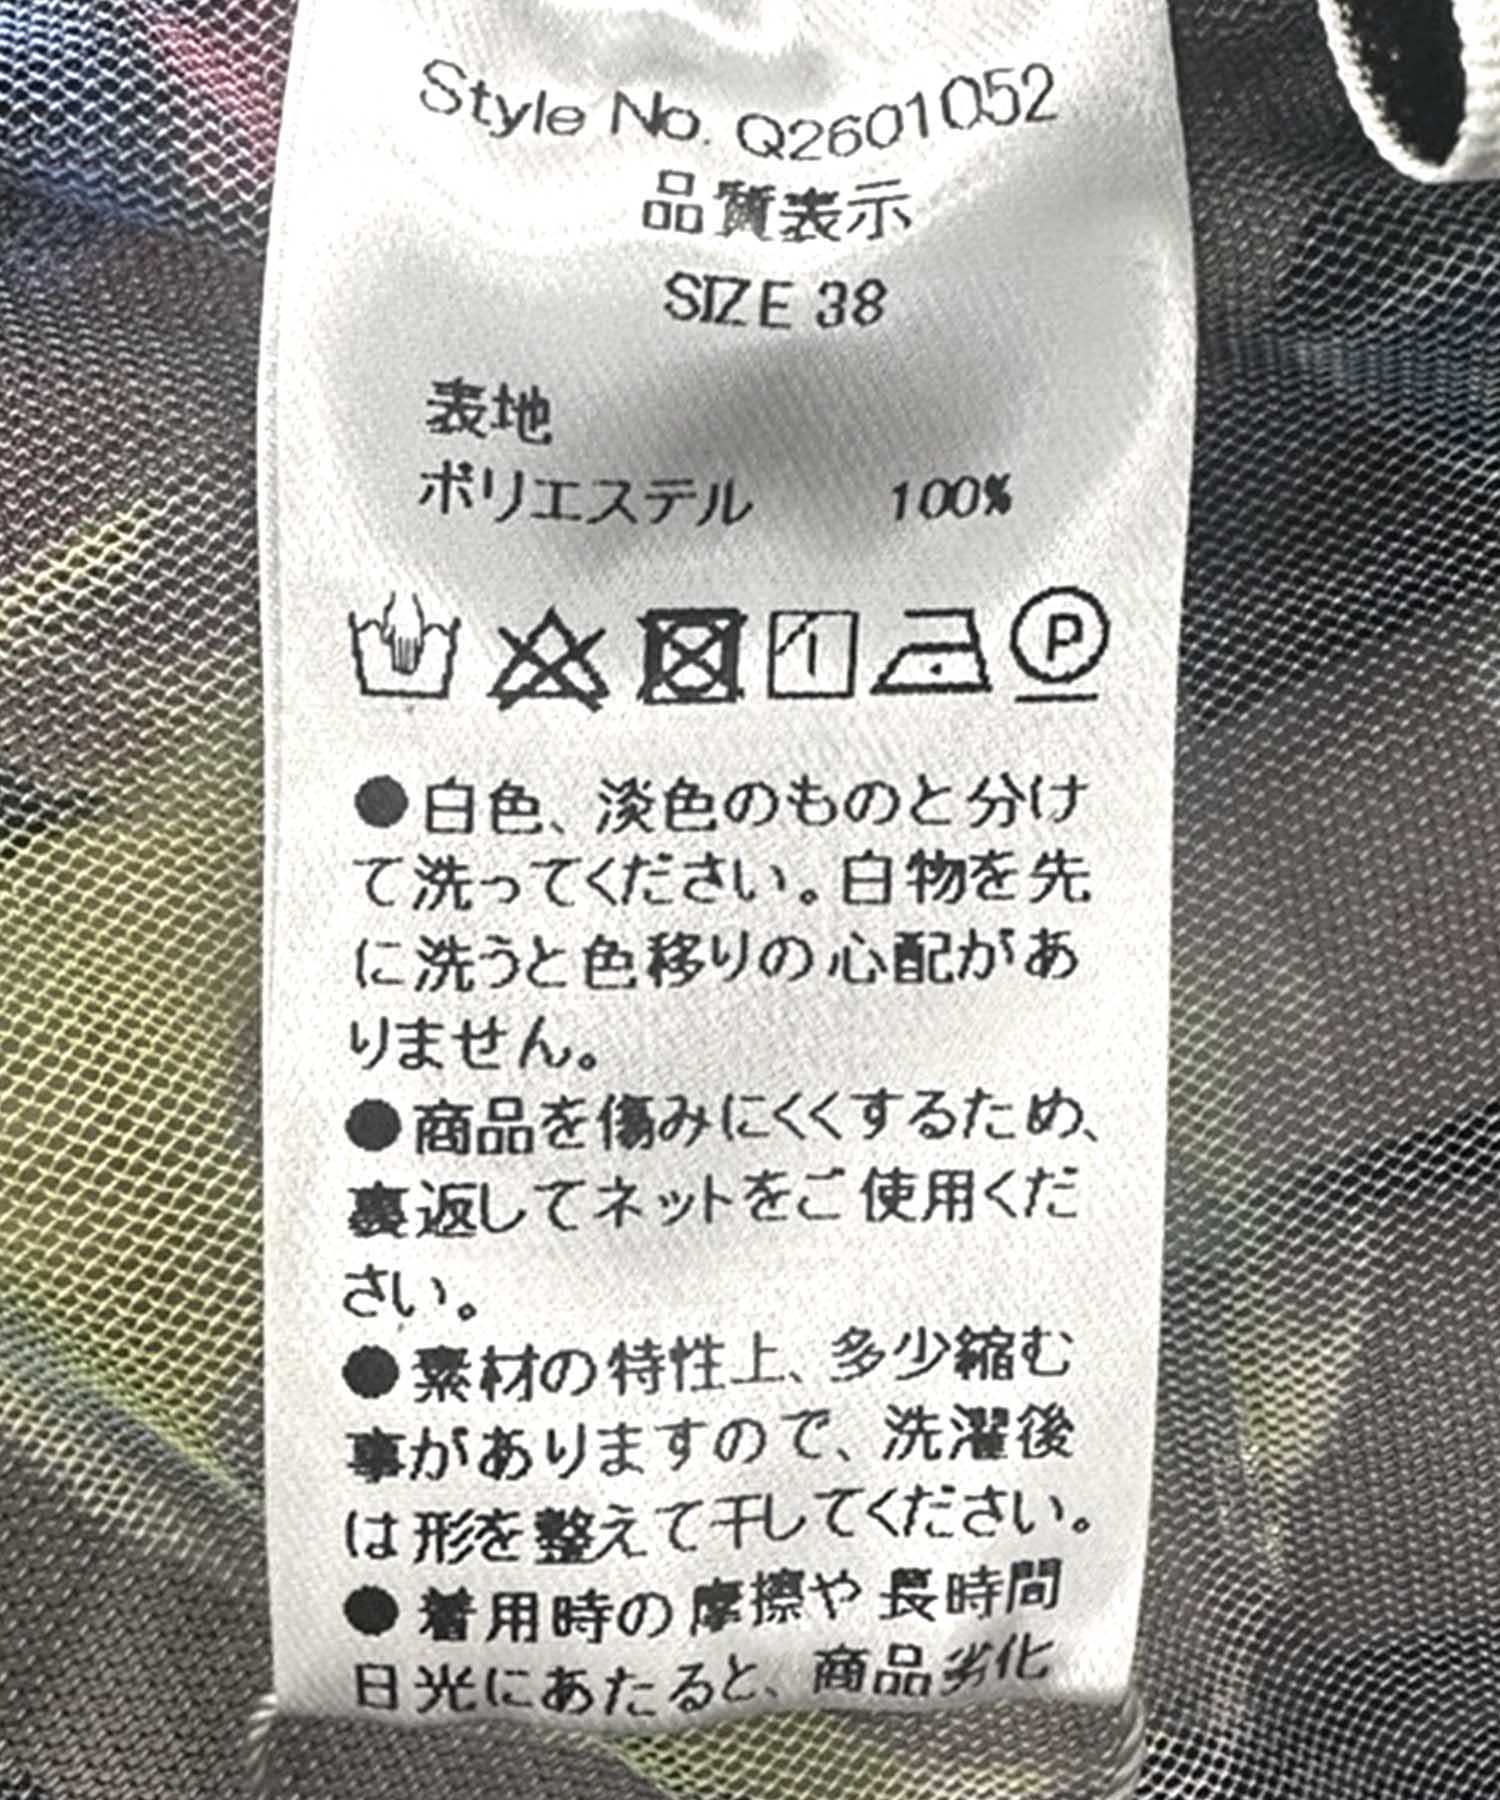 Style No. Q2601052
品質表示
SIZE 38
表地
ポリエステル 100%
P
●白色、淡色のものと分け
て洗ってください。白物を先
に洗うと色移りの心配があ
りません。
●商品を傷みにくくするため、
裏返してネットをご使用くだ
さい。
●素材の特性上、多少縮む
事がありますので、洗濯後
は形を整えて干してください。
●着用時の摩擦や長時間
日光にあたると、商品劣化